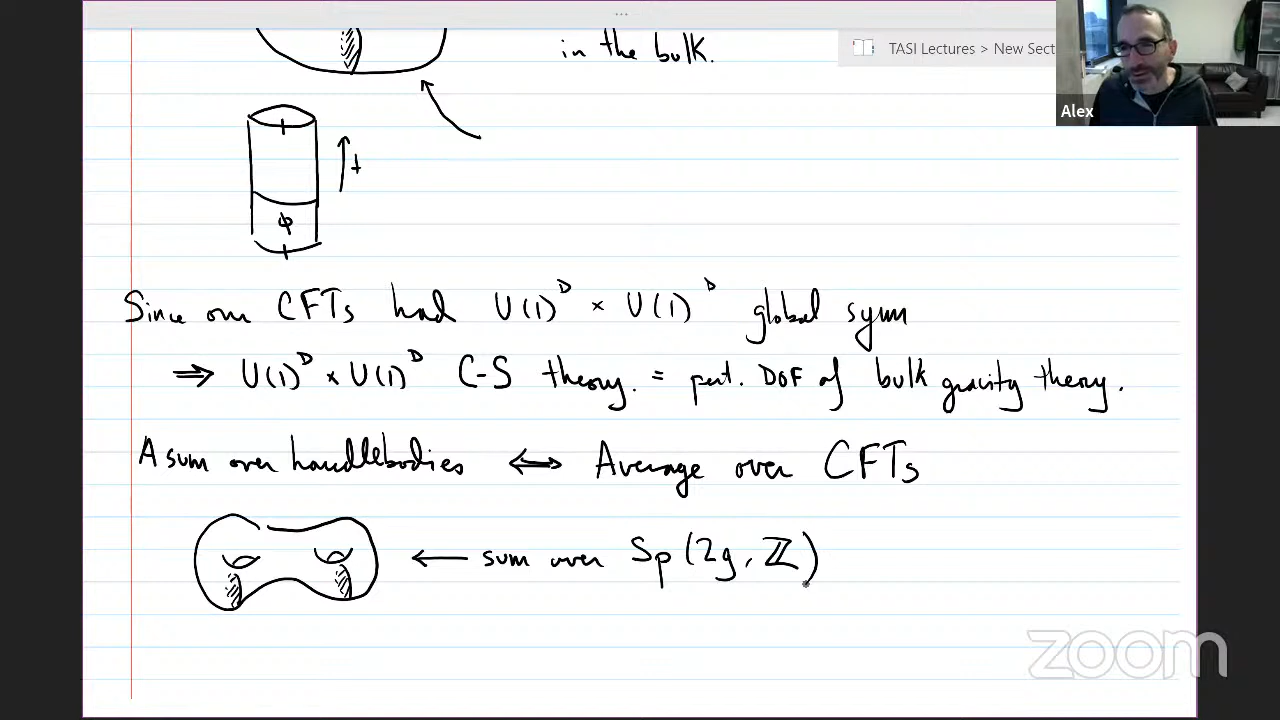 ...
in the bulk.
TASI Lectures > New Sect
Alex
t
ϕ
Since our CFTs had U(1)^D × U(1)^D global symm
⇒ U(1)^D × U(1)^D C-S theory. = pert. DOF of bulk gravity theory.
A sum over handlebodies ⟷ Average over CFTs
← sum over Sp(2g, ℤ)
zoom